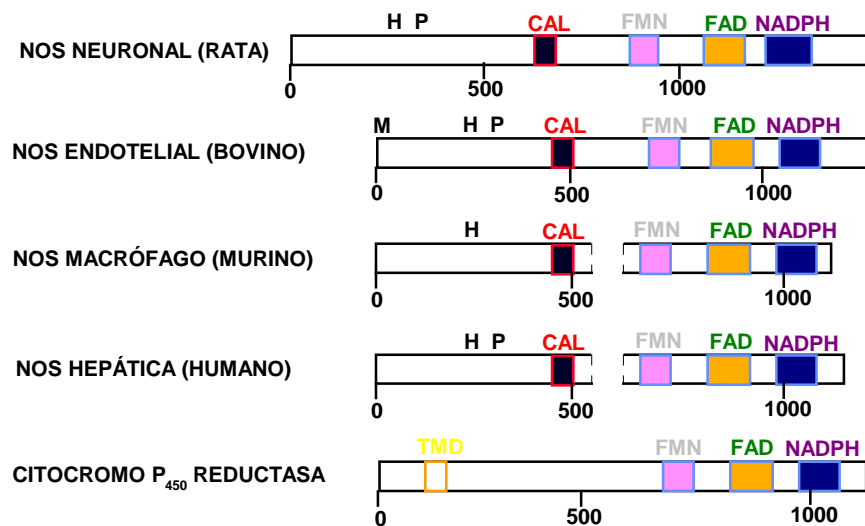 H P
CAL FMN FAD NADPH
NOS NEURONAL (RATA)
0 500 1000
M H P CAL FMN FAD NADPH
NOS ENDOTELIAL (BOVINO)
0 500 1000
H CAL FMN FAD NADPH
NOS MACRÓFAGO (MURINO)
0 500 1000
H P CAL FMN FAD NADPH
NOS HEPÁTICA (HUMANO)
0 500 1000
TMD FMN FAD NADPH
CITOCROMO P450 REDUCTASA
0 500 1000